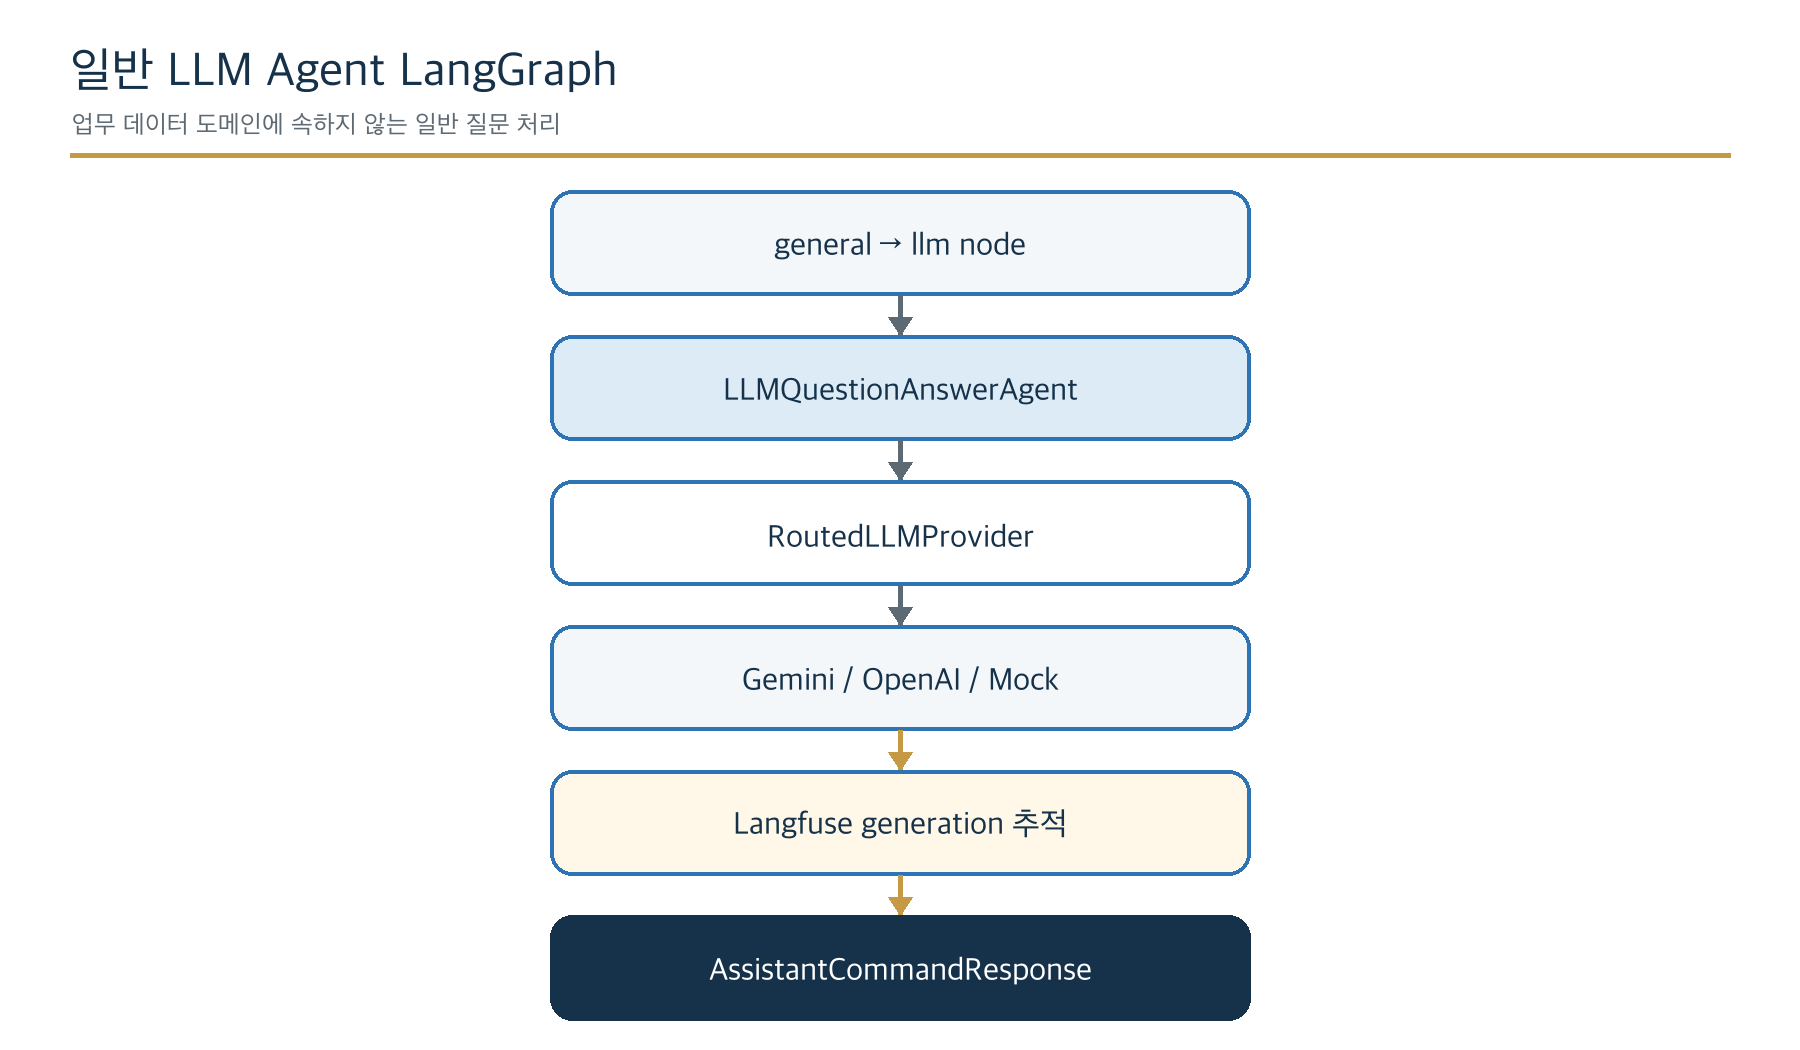 일반 LLM Agent LangGraph
업무 데이터 도메인에 속하지 않는 일반 질문 처리
general → llm node
LLMQuestionAnswerAgent
RoutedLLMProvider
Gemini / OpenAI / Mock
Langfuse generation 추적
AssistantCommandResponse